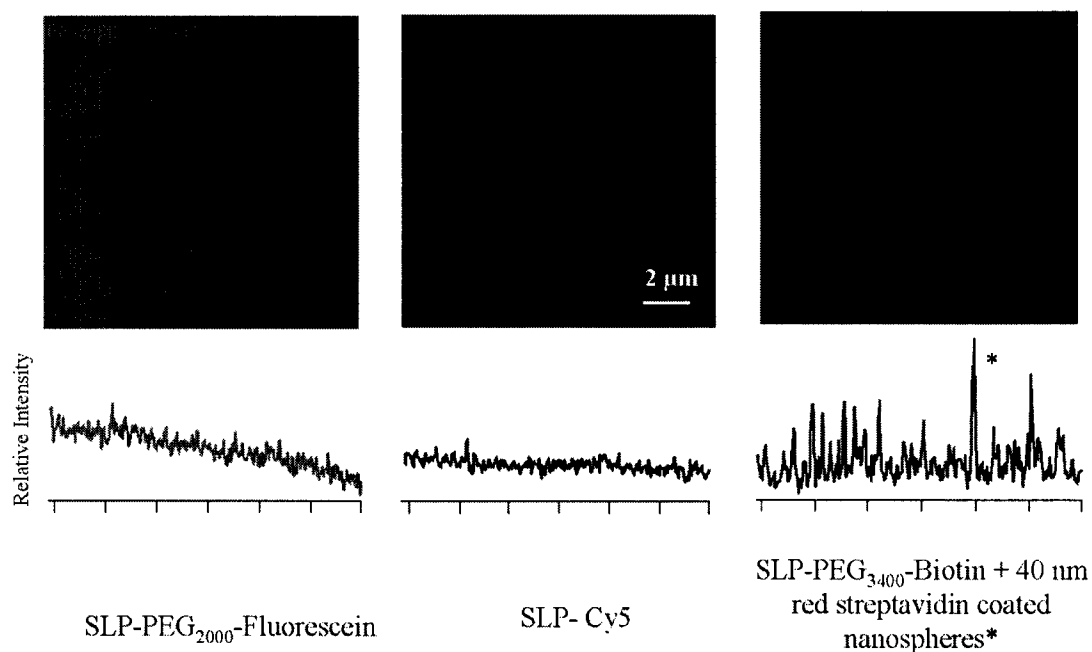 2 μm
Relative Intensity
*
SLP-PEG2000-Fluorescein
SLP- Cy5
SLP-PEG3400-Biotin + 40 nm
red streptavidin coated
nanospheres*